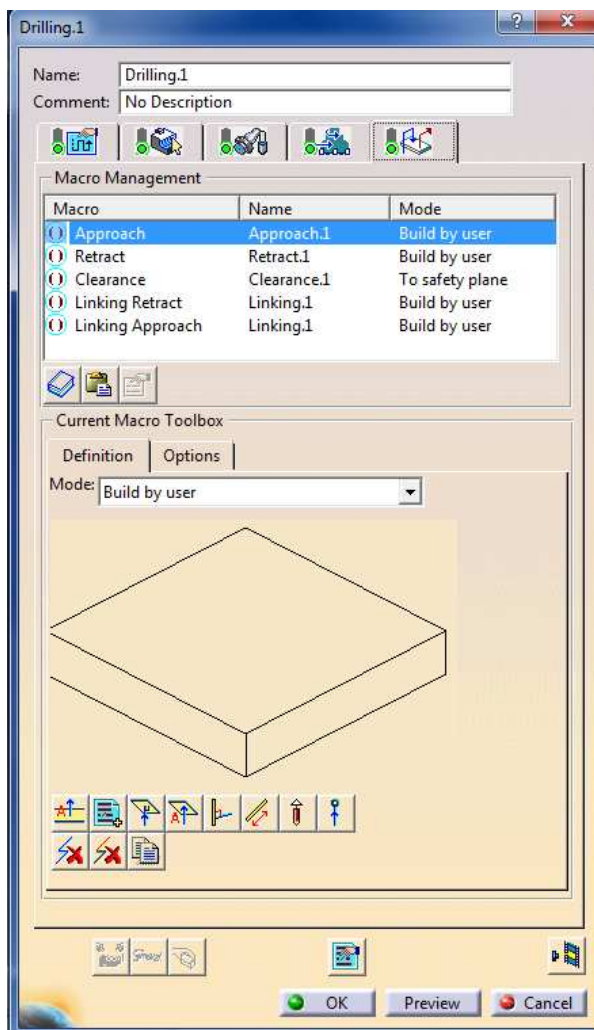 Drilling.1
Name: Drilling.1
Comment: No Description
Macro Management
Macro Name Mode
Approach Approach.1 Build by user
Retract Retract.1 Build by user
Clearance Clearance.1 To safety plane
Linking Retract Linking.1 Build by user
Linking Approach Linking.1 Build by user
Current Macro Toolbox
Definition Options
Mode: Build by user
OK Preview Cancel